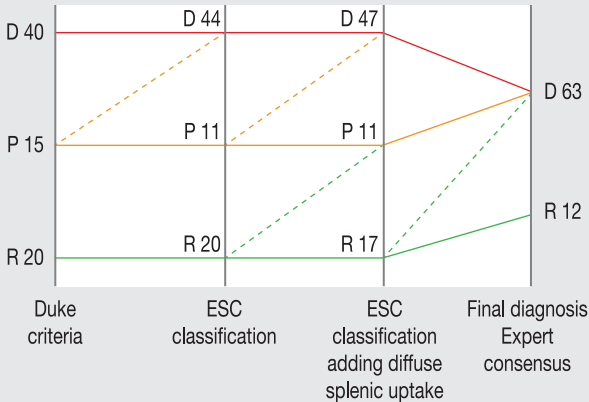 D 40
D 44
D 47
D 63
P 15
P 11
P 11
R 12
R 20
R 20
R 17
Duke
criteria
ESC
classification
ESC
classification
adding diffuse
splenic uptake
Final diagnosis
Expert
consensus